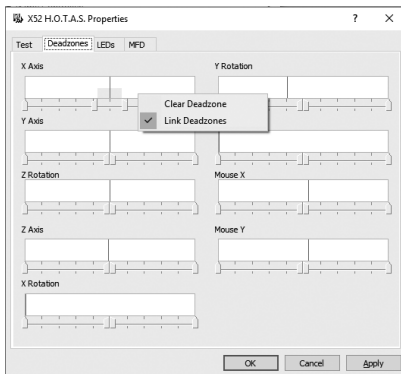 X52 H.O.T.A.S. Properties
?
Test Deadzones LEDs MFD
X Axis
Y Rotation
Clear Deadzone
Link Deadzones
Y Axis
Z Rotation
Mouse X
Z Axis
Mouse Y
X Rotation
OK Cancel Apply